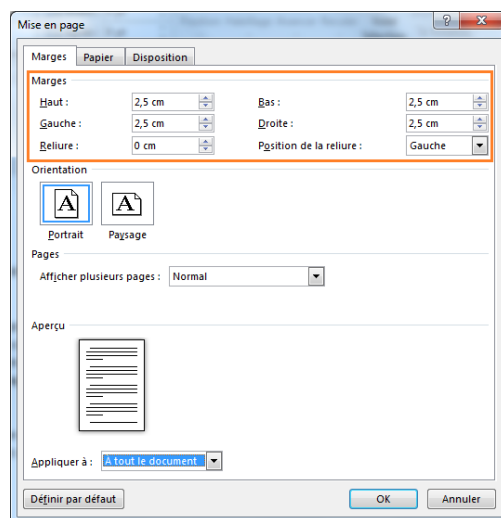 Mise en page
Marges Papier Disposition
Marges
Haut : 2,5 cm Bas : 2,5 cm
Gauche : 2,5 cm Droite : 2,5 cm
Reliure : 0 cm Position de la reliure : Gauche
Orientation
A A
Portrait Paysage
Pages
Afficher plusieurs pages : Normal
Aperçu
Appliquer à : À tout le document
Définir par défaut OK Annuler